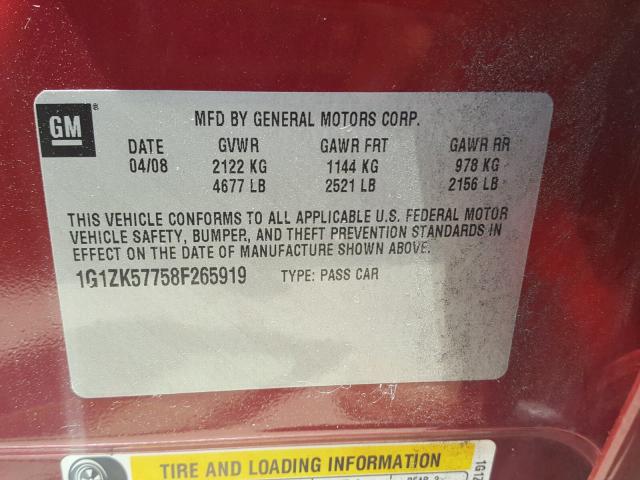 GM ®
MFD BY GENERAL MOTORS CORP.
DATE GVWR GAWR FRT GAWR RR
04/08 2122 KG 1144 KG 978 KG
4677 LB 2521 LB 2156 LB
THIS VEHICLE CONFORMS TO ALL APPLICABLE U.S. FEDERAL MOTOR
VEHICLE SAFETY, BUMPER, AND THEFT PREVENTION STANDARDS IN
EFFECT ON THE DATE OF MANUFACTURE SHOWN ABOVE.
1G1ZK57758F265919 TYPE: PASS CAR
TIRE AND LOADING INFORMATION
1G1Z